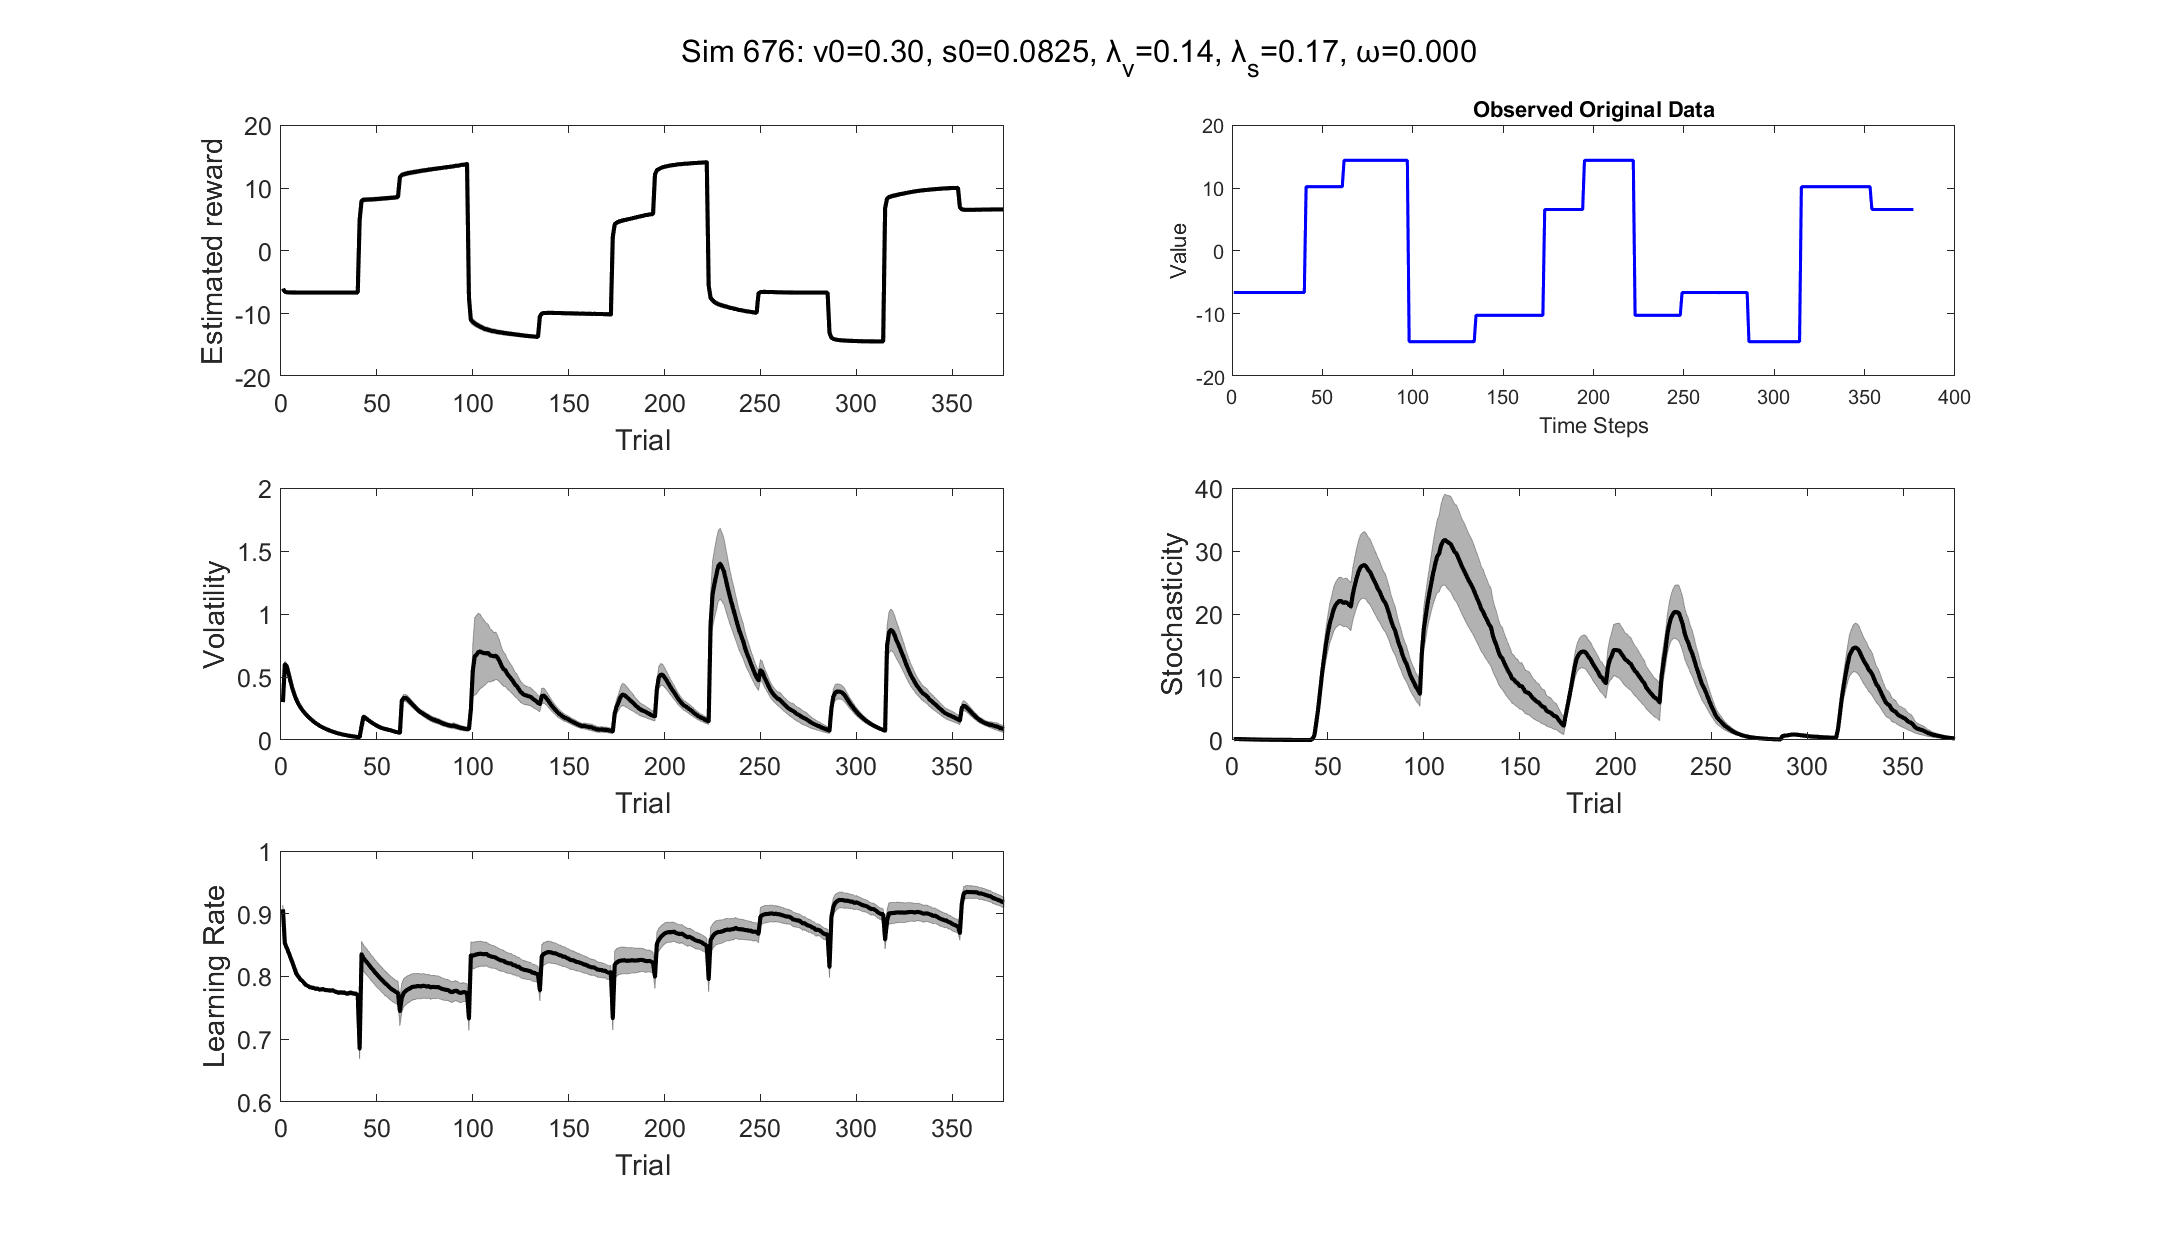 Sim 676: v0=0.30, s0=0.0825, λv=0.14, λs=0.17, ω=0.000
Estimated reward
20
10
0
-10
-20
0 50 100 150 200 250 300 350
Trial
Observed Original Data
Value
20
10
0
-10
-20
0 50 100 150 200 250 300 350 400
Time Steps
Volatility
2
1.5
1
0.5
0
0 50 100 150 200 250 300 350
Trial
Stochasticity
40
30
20
10
0
0 50 100 150 200 250 300 350
Trial
Learning Rate
1
0.9
0.8
0.7
0.6
0 50 100 150 200 250 300 350
Trial